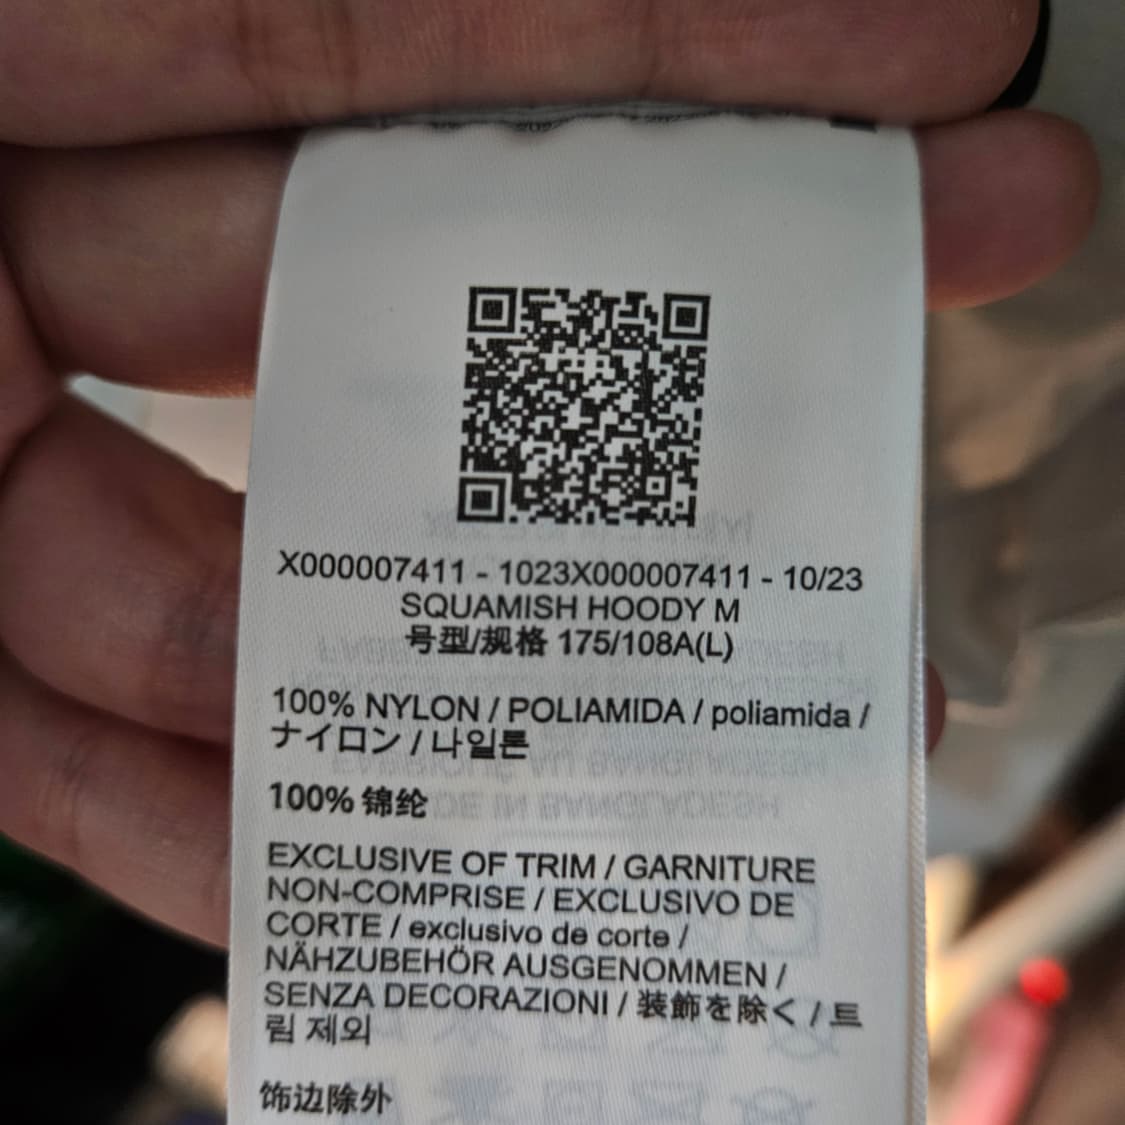 X000007411 - 1023X000007411 - 10/23
SQUAMISH HOODY M
号型/规格 175/108A(L)
100% NYLON / POLIAMIDA / poliamida /
ナイロン / 나일론
100% 锦纶
EXCLUSIVE OF TRIM / GARNITURE
NON-COMPRISE / EXCLUSIVO DE
CORTE / exclusivo de corte /
NÄHZUBEHÖR AUSGENOMMEN /
SENZA DECORAZIONI / 装飾を除く / 트
림 제외
饰边除外